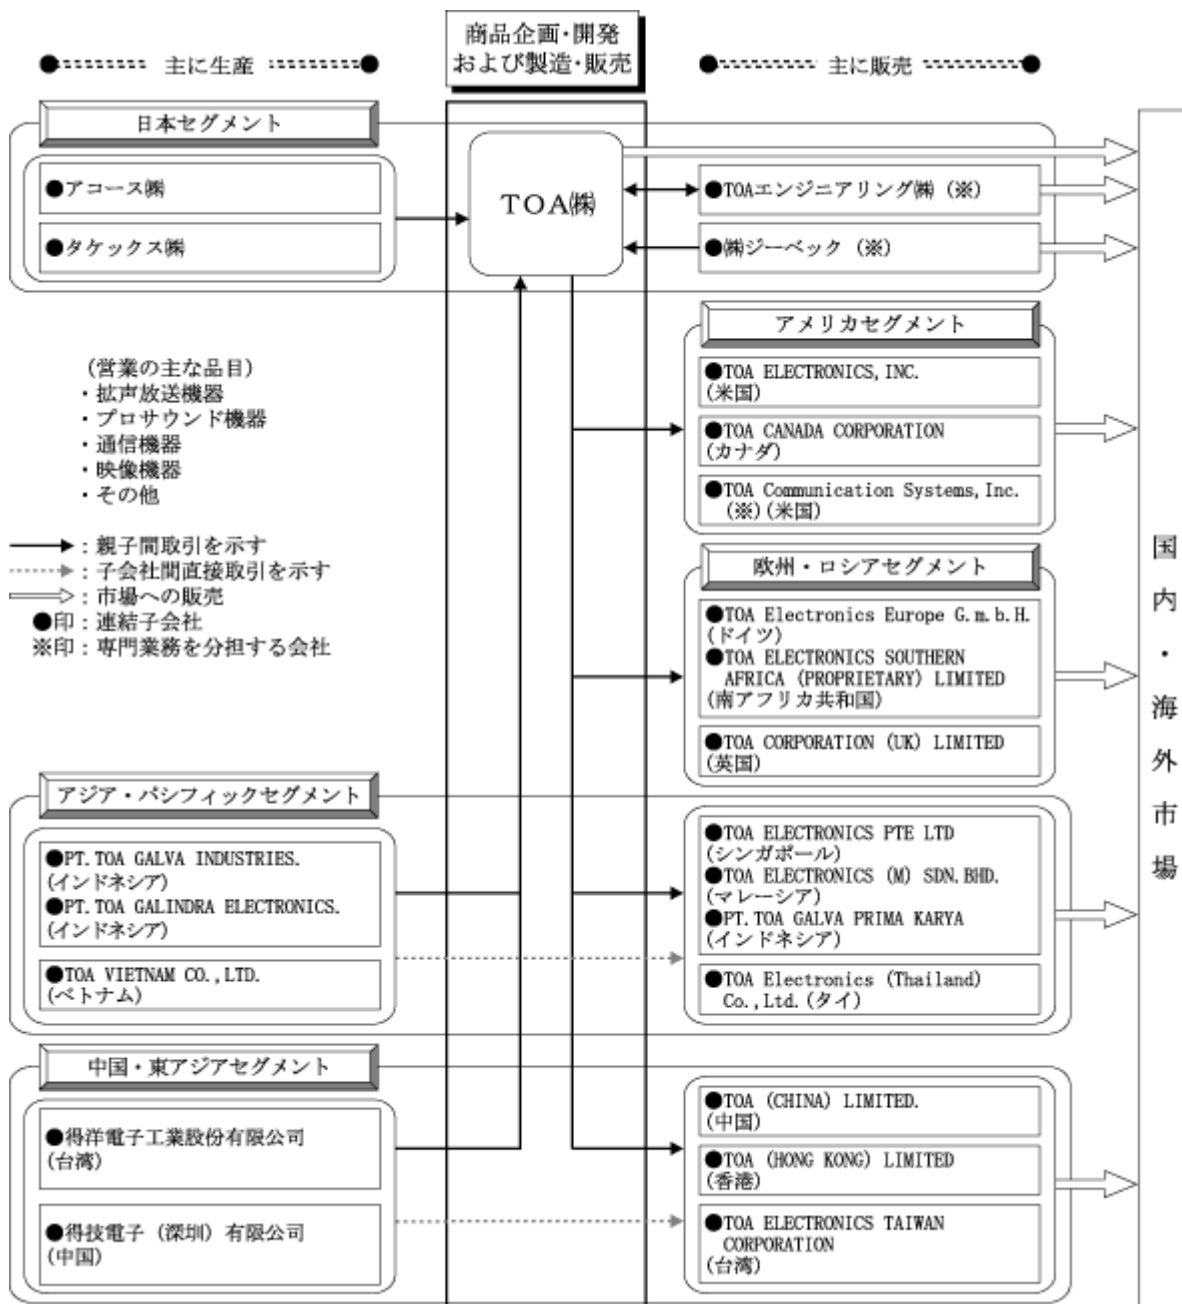 商品企画・開発
および製造・販売
●┅┅┅ 主に生産 ┅┅┅●
●┅┅┅ 主に販売 ┅┅┅●
日本セグメント
●アコース㈱
●タケックス㈱
TOA㈱
●TOAエンジニアリング㈱（※）
●㈱ジーベック（※）
アメリカセグメント
●TOA ELECTRONICS, INC.
(米国)
●TOA CANADA CORPORATION
(カナダ)
●TOA Communication Systems, Inc.
(※)(米国)
(営業の主な品目)
・拡声放送機器
・プロサウンド機器
・通信機器
・映像機器
・その他
：親子間取引を示す
：子会社間直接取引を示す
：市場への販売
●印：連結子会社
※印：専門業務を分担する会社
欧州・ロシアセグメント
●TOA Electronics Europe G.m.b.H.
(ドイツ)
●TOA ELECTRONICS SOUTHERN
AFRICA (PROPRIETARY) LIMITED
(南アフリカ共和国)
●TOA CORPORATION (UK) LIMITED
(英国)
アジア・パシフィックセグメント
●PT. TOA GALVA INDUSTRIES.
(インドネシア)
●PT. TOA GALINDRA ELECTRONICS.
(インドネシア)
●TOA VIETNAM CO., LTD.
(ベトナム)
●TOA ELECTRONICS PTE LTD
(シンガポール)
●TOA ELECTRONICS (M) SDN. BHD.
(マレーシア)
●PT. TOA GALVA PRIMA KARYA
(インドネシア)
●TOA Electronics (Thailand)
Co., Ltd. (タイ)
中国・東アジアセグメント
●得洋電子工業股份有限公司
(台湾)
●得技電子（深圳）有限公司
(中国)
●TOA (CHINA) LIMITED.
(中国)
●TOA (HONG KONG) LIMITED
(香港)
●TOA ELECTRONICS TAIWAN
CORPORATION
(台湾)
国内・海外市場